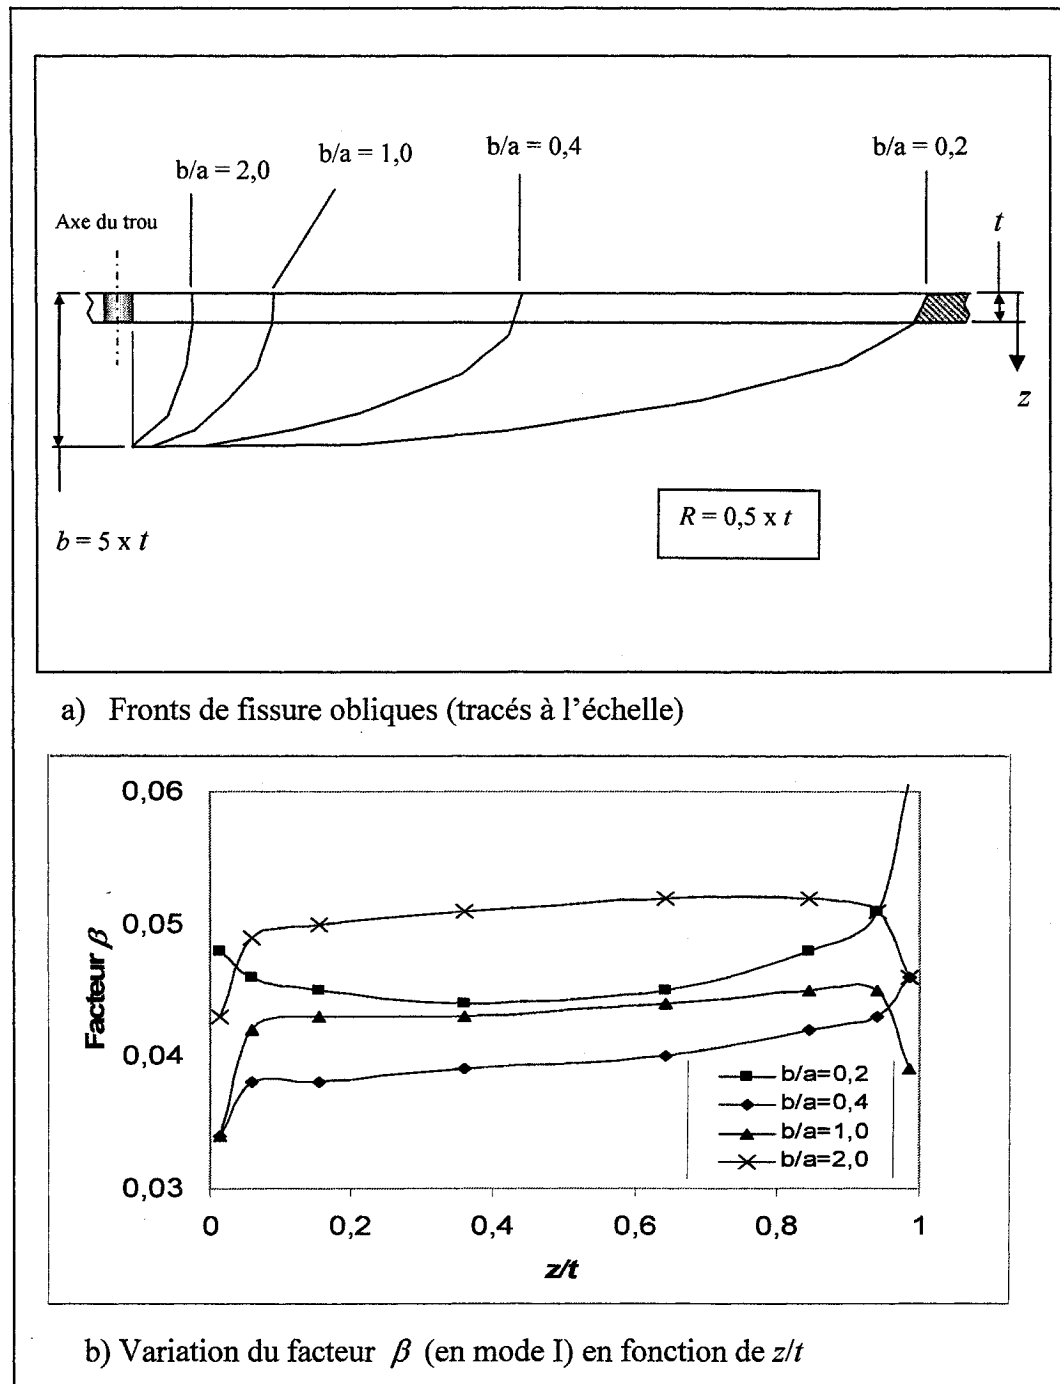 b/a = 2,0
b/a = 1,0
b/a = 0,4
b/a = 0,2
Axe du trou
t
z
b = 5 x t
R = 0,5 x t
a) Fronts de fissure obliques (tracés à l'échelle)
0,06
0,05
0,04
0,03
Facteur β
0
0,2
0,4
0,6
0,8
1
z/t
b/a=0,2
b/a=0,4
b/a=1,0
b/a=2,0
b) Variation du facteur β (en mode I) en fonction de z/t